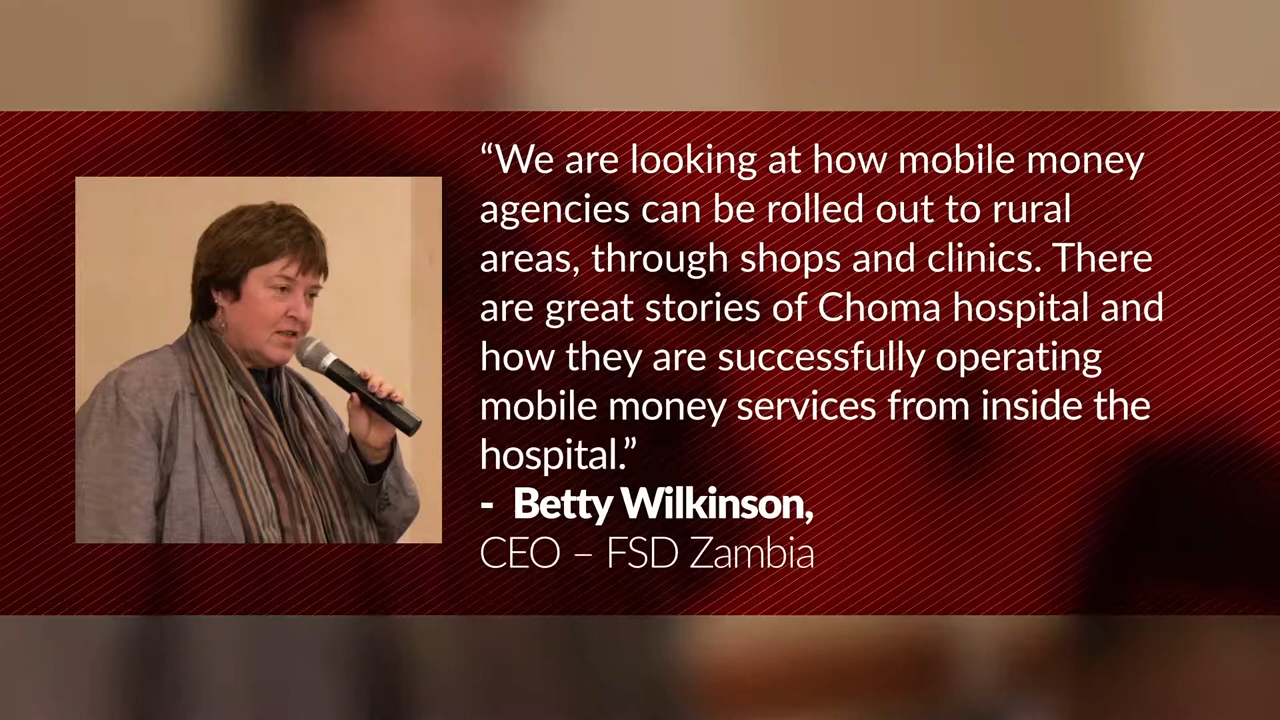 “We are looking at how mobile money
agencies can be rolled out to rural
areas, through shops and clinics. There
are great stories of Choma hospital and
how they are successfully operating
mobile money services from inside the
hospital.”
- Betty Wilkinson,
CEO – FSD Zambia